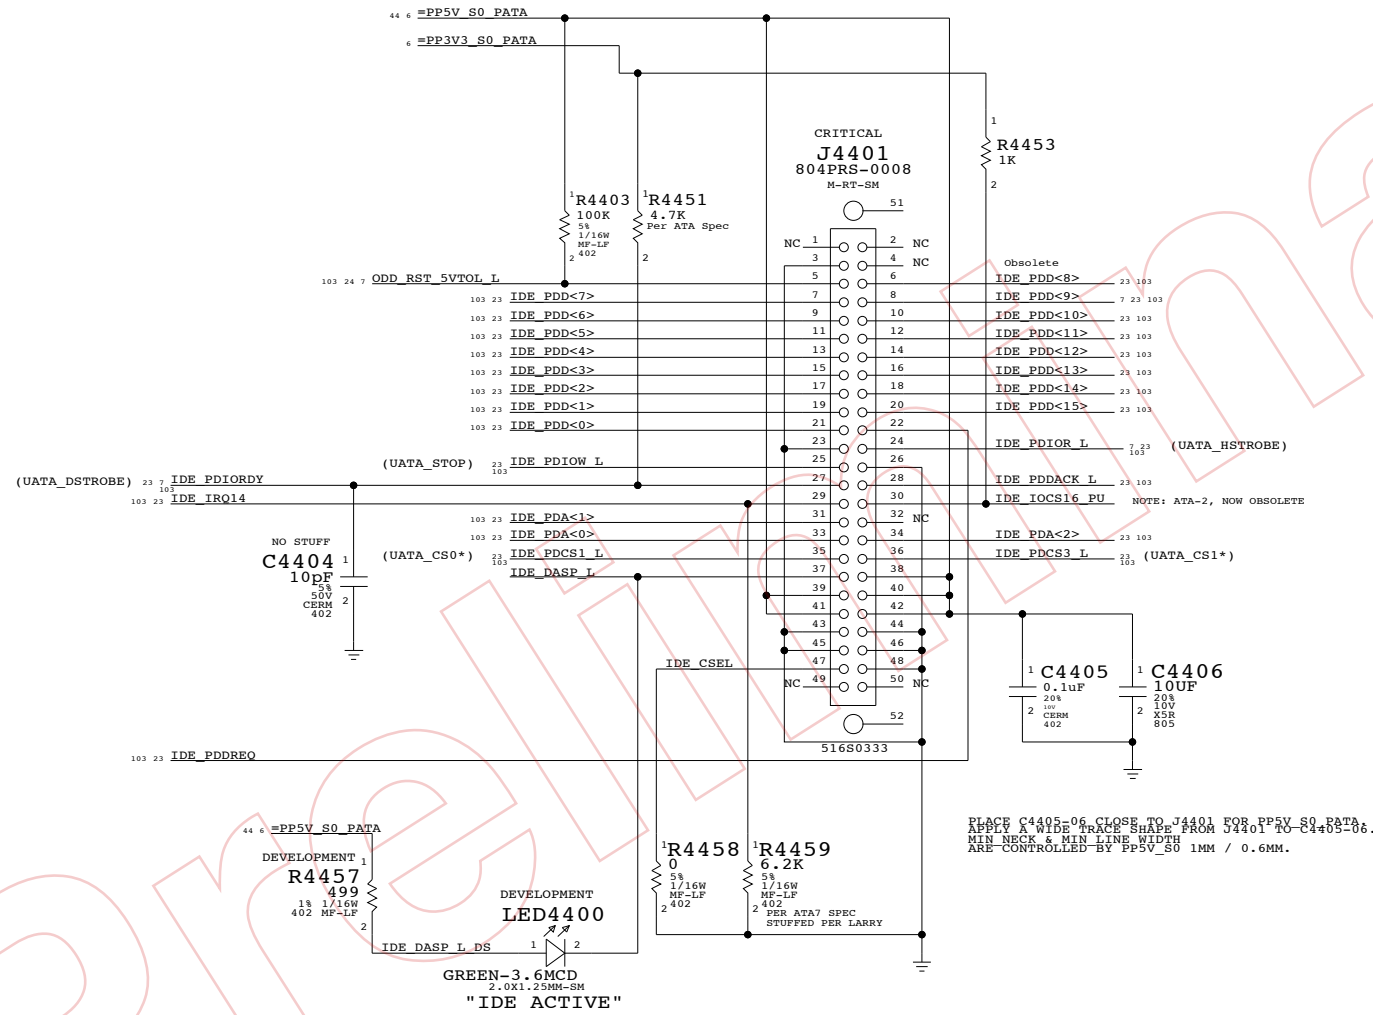 44 6 =PP5V_S0_PATA
6 =PP3V3_S0_PATA
CRITICAL
J4401
804PRS-0008
M-RT-SM
1
R4453
1K
2
1 R4403
100K
5%
1/16W
MF-LF
402
2
1 R4451
4.7K
Per ATA Spec
2
51
NC 1 2 NC
3 4 NC
Obsolete
103 24 7 ODD_RST_5VTOL_L 5 6 IDE_PDD<8> 23 103
103 23 IDE_PDD<7> 7 8 IDE_PDD<9> 7 23 103
103 23 IDE_PDD<6> 9 10 IDE_PDD<10> 23 103
103 23 IDE_PDD<5> 11 12 IDE_PDD<11> 23 103
103 23 IDE_PDD<4> 13 14 IDE_PDD<12> 23 103
103 23 IDE_PDD<3> 15 16 IDE_PDD<13> 23 103
103 23 IDE_PDD<2> 17 18 IDE_PDD<14> 23 103
103 23 IDE_PDD<1> 19 20 IDE_PDD<15> 23 103
103 23 IDE_PDD<0> 21 22
23 24 IDE_PDIOR_L 7 23 103 (UATA_HSTROBE)
(UATA_STOP) 23 103 IDE_PDIOW_L 25 26
(UATA_DSTROBE) 23 7 103 IDE_PDIORDY 27 28 IDE_PDDACK_L 23 103
103 23 IDE_IRQ14 29 30 IDE_IOCS16_PU NOTE: ATA-2, NOW OBSOLETE
103 23 IDE_PDA<1> 31 32 NC
103 23 IDE_PDA<0> 33 34 IDE_PDA<2> 23 103
(UATA_CS0*) 23 103 IDE_PDCS1_L 35 36 IDE_PDCS3_L 23 103 (UATA_CS1*)
IDE_DASP_L 37 38
39 40
41 42
43 44
45 46
IDE_CSEL 47 48
NC 49 50 NC
52
516S0333
NO STUFF
C4404 1
10pF
5%
50V
CERM
402
2
1 C4405
0.1uF
20%
10V
CERM
402
2
1 C4406
10UF
20%
10V
X5R
805
2
103 23 IDE_PDDREQ
PLACE C4405-06 CLOSE TO J4401 FOR PP5V_S0_PATA.
APPLY A WIDE TRACE SHAPE FROM J4401 TO C4405-06.
MIN_NECK & MIN_LINE_WIDTH
ARE CONTROLLED BY PP5V_S0 1MM / 0.6MM.
44 6 =PP5V_S0_PATA
DEVELOPMENT 1
R4457
499
1% 1/16W
402 MF-LF
2
1 R4458
0
5%
1/16W
MF-LF
402
2
1 R4459
6.2K
5%
1/16W
MF-LF
402
2
PER ATA7 SPEC
STUFFED PER LARRY
DEVELOPMENT
LED4400
IDE_DASP_L_DS 1 2
GREEN-3.6MCD
2.0X1.25MM-SM
"IDE ACTIVE"
Prelimina